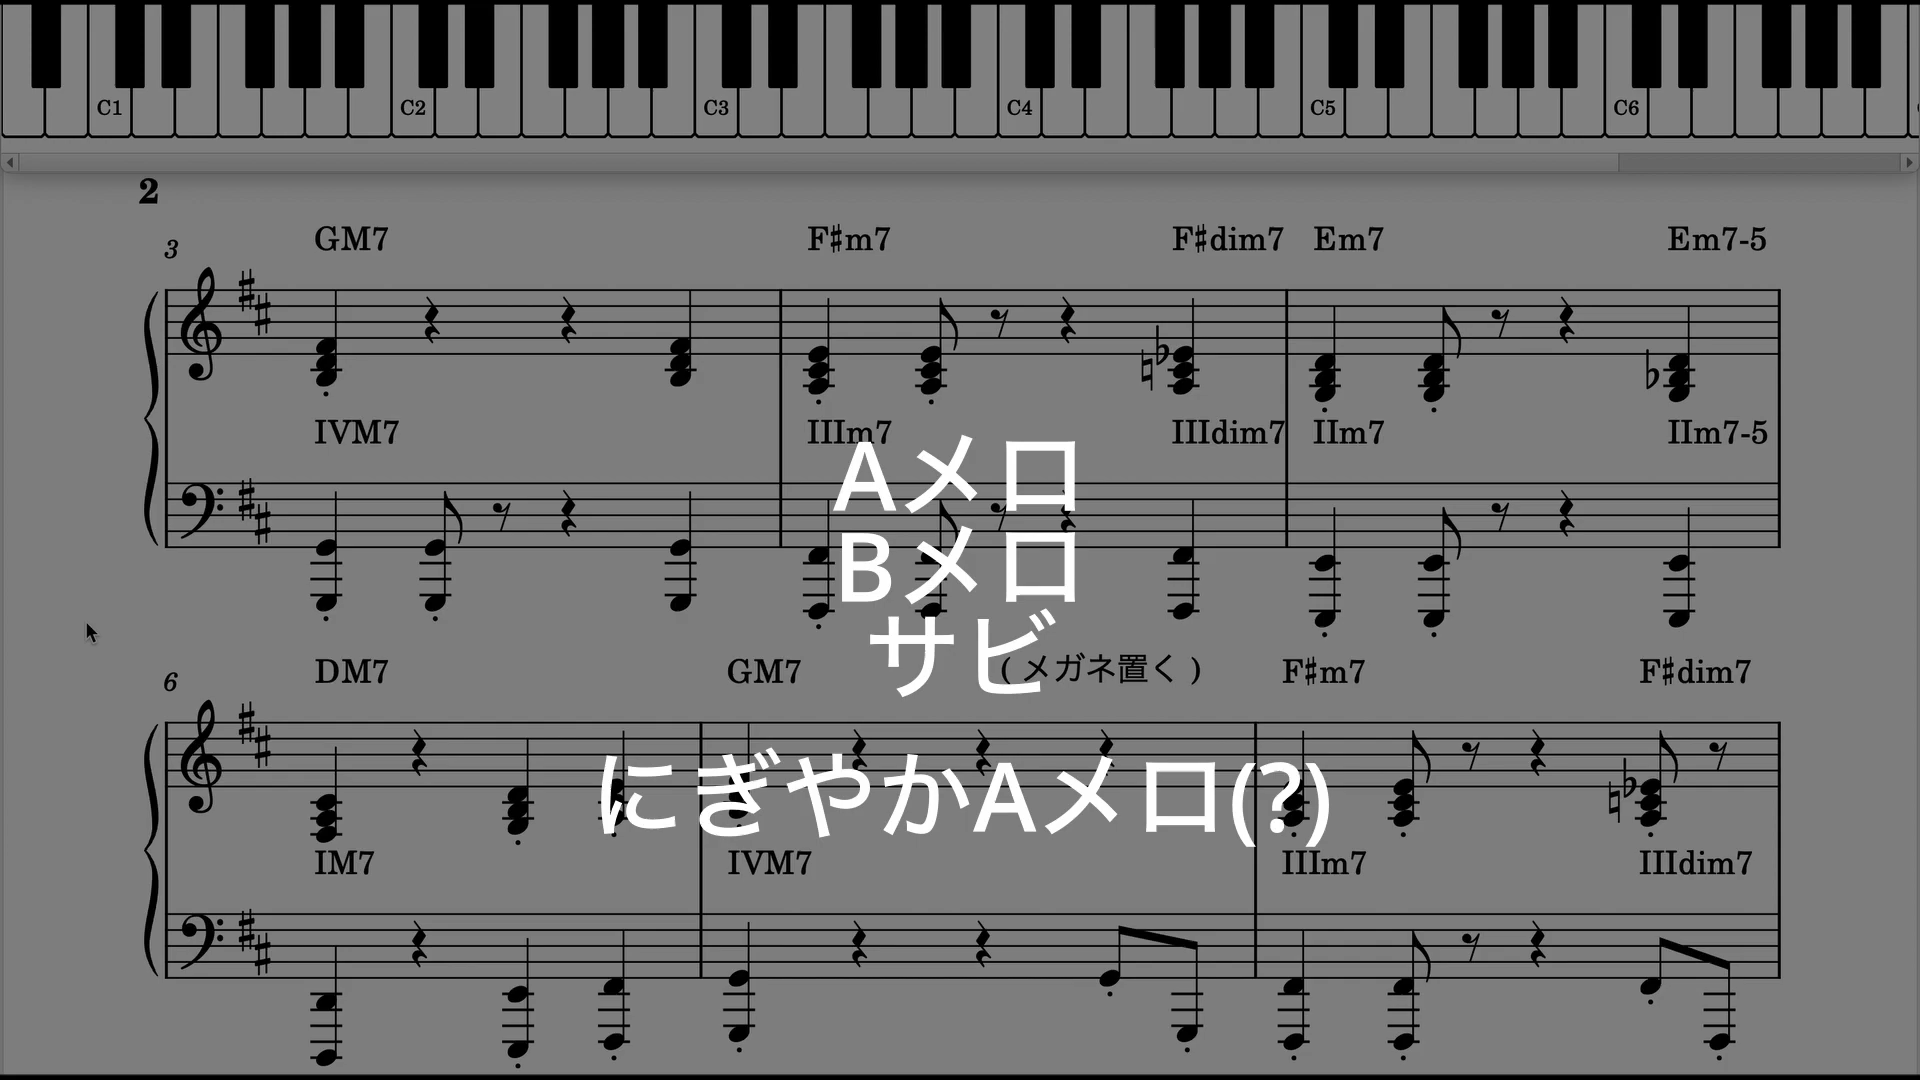 C1 C2 C3 C4 C5 C6
2
3
GM7 F♯m7 F♯dim7 Em7 Em7-5
IVM7 IIIm7 IIIdim7 IIm7 IIm7-5
Aメロ
Bメロ
サビ
6
DM7 GM7 ( メガネ置く ) F♯m7 F♯dim7
にぎやかAメロ(?)
IM7 IVM7 IIIm7 IIIdim7